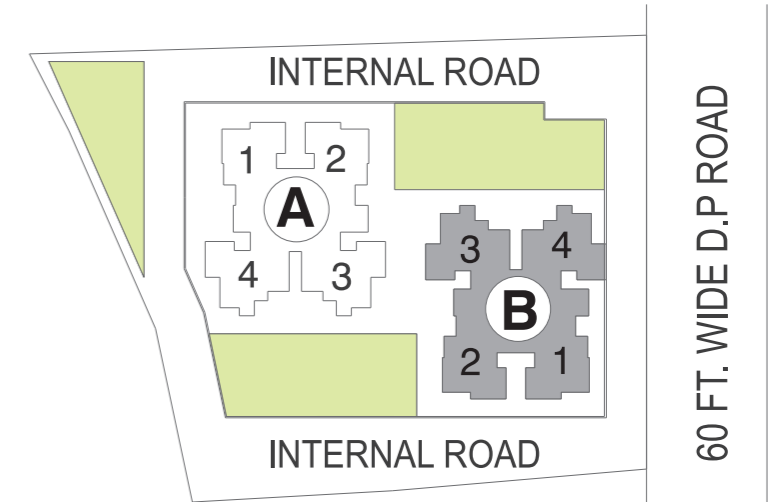 INTERNAL ROAD
1 2
A
4 3
3 4
B
2 1
INTERNAL ROAD
60 FT. WIDE D.P ROAD